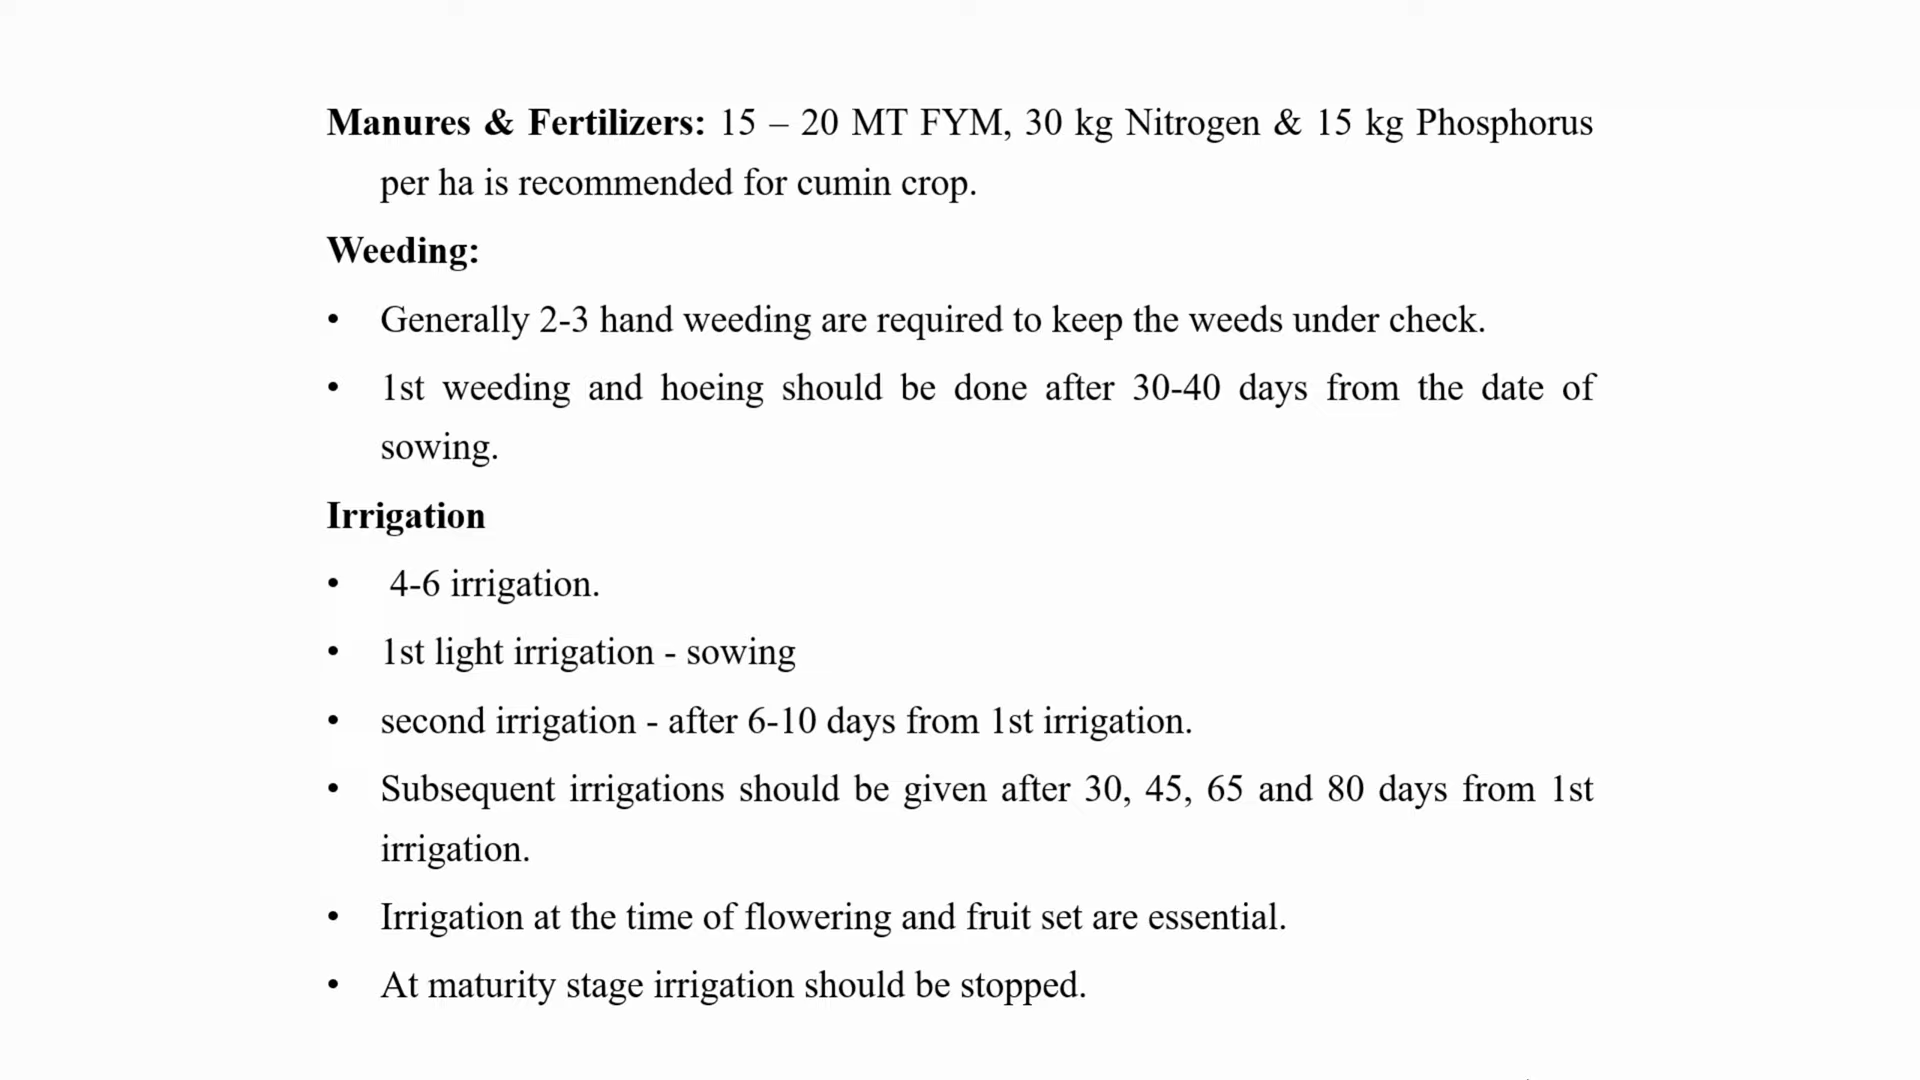 Manures & Fertilizers: 15 – 20 MT FYM, 30 kg Nitrogen & 15 kg Phosphorus
per ha is recommended for cumin crop.
Weeding:
• Generally 2-3 hand weeding are required to keep the weeds under check.
• 1st weeding and hoeing should be done after 30-40 days from the date of
sowing.
Irrigation
• 4-6 irrigation.
• 1st light irrigation - sowing
• second irrigation - after 6-10 days from 1st irrigation.
• Subsequent irrigations should be given after 30, 45, 65 and 80 days from 1st
irrigation.
• Irrigation at the time of flowering and fruit set are essential.
• At maturity stage irrigation should be stopped.